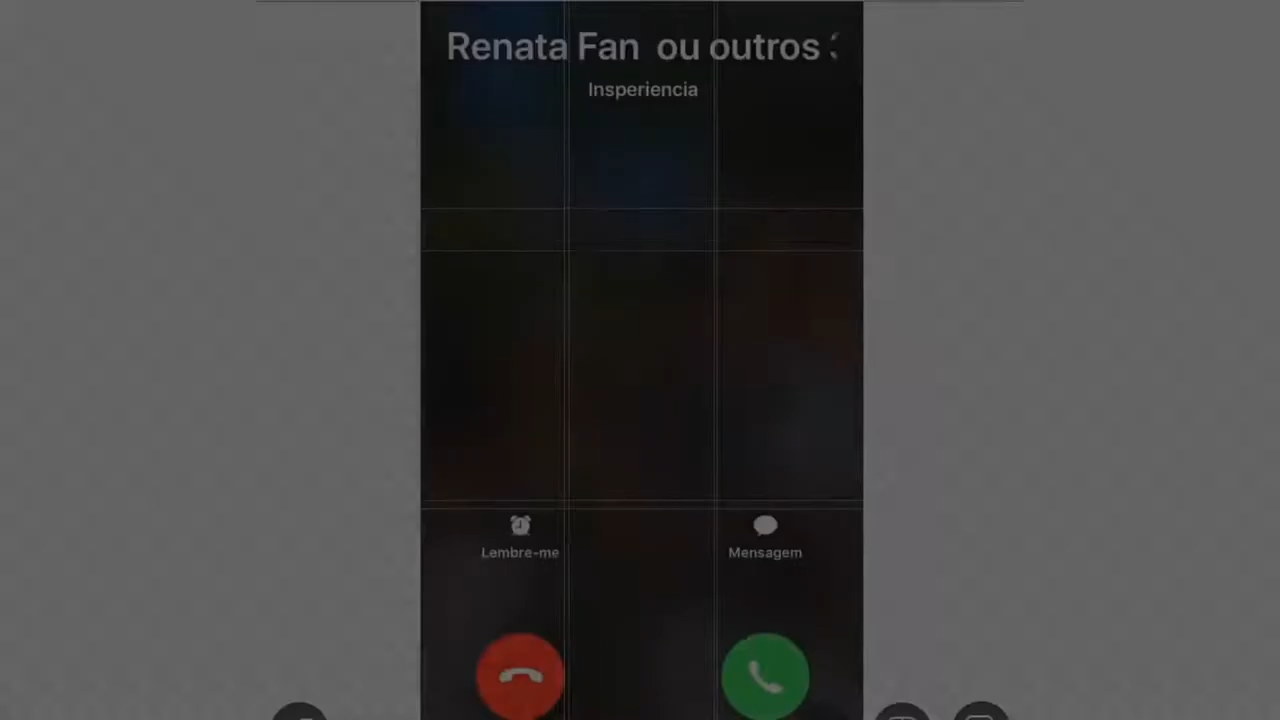 Renata Fan ou outros
Insperiencia
Lembre-me
Mensagem